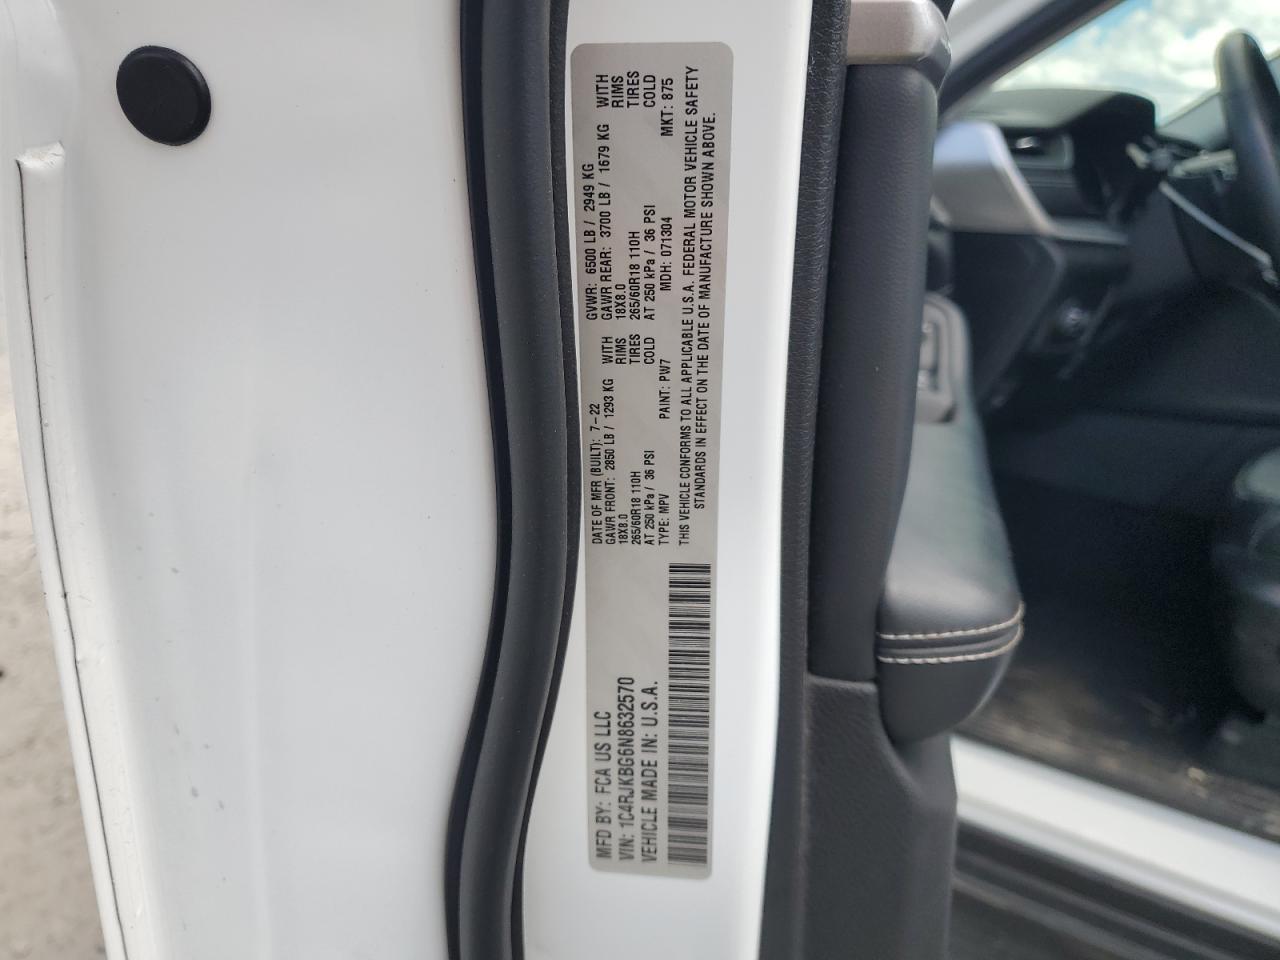 MFD BY: FCA US LLC
VIN: 1C4RJKBG6N8632570
VEHICLE MADE IN: U.S.A.
DATE OF MFR (BUILT): 7-22 GVWR: 6500 LB / 2949 KG
GAWR FRONT: 2850 LB / 1293 KG WITH GAWR REAR: 3700 LB / 1679 KG WITH
18X8.0 RIMS 18X8.0 RIMS
265/60R18 110H TIRES 265/60R18 110H TIRES
AT 250 kPa / 36 PSI COLD AT 250 kPa / 36 PSI COLD
TYPE: MPV PAINT: PW7 MDH: 071304 MKT: 875
THIS VEHICLE CONFORMS TO ALL APPLICABLE U.S.A. FEDERAL MOTOR VEHICLE SAFETY
STANDARDS IN EFFECT ON THE DATE OF MANUFACTURE SHOWN ABOVE.